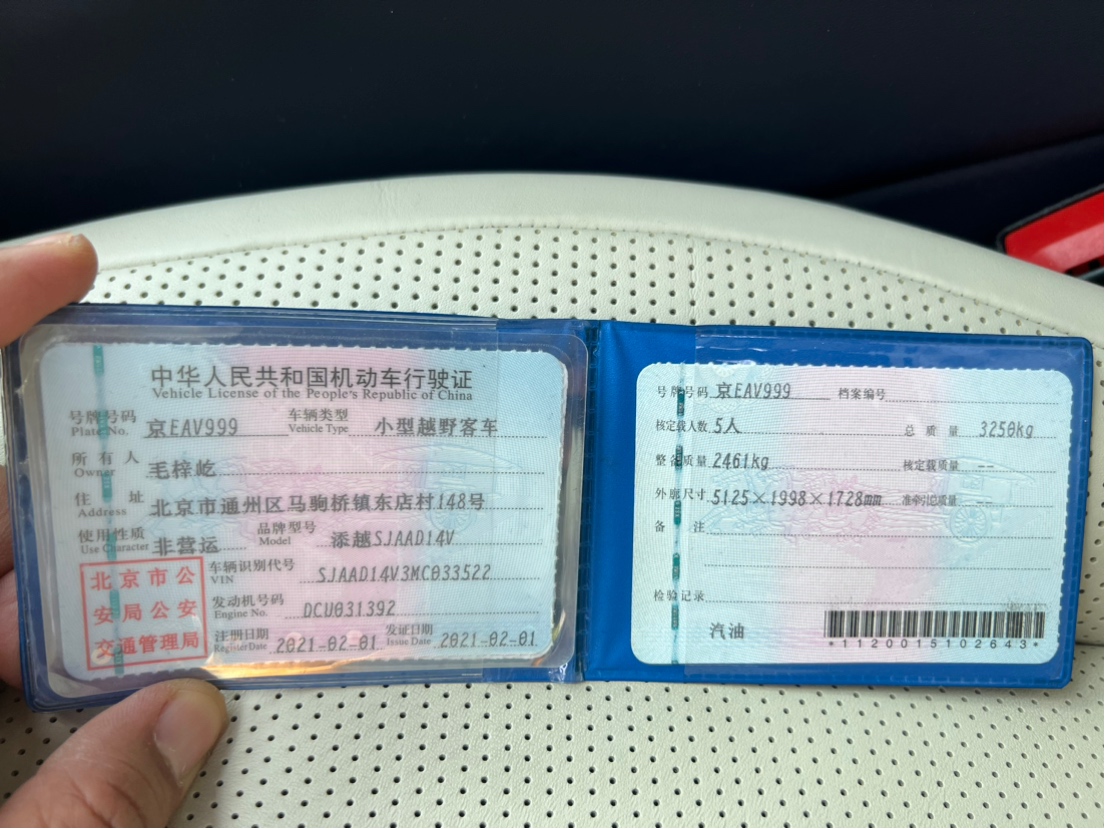 中华人民共和国机动车行驶证
Vehicle License of the People's Republic of China
号牌号码 京EAV999 车辆类型 小型越野客车
Plate No. Vehicle Type
所有人 毛梓屹
Owner
住址 北京市通州区马驹桥镇东店村148号
Address
使用性质 非营运 品牌型号 添越SJAAD14V
Use Character Model
北京市公
安局公安
交通管理局
车辆识别代号 SJAAD14V3MC033522
VIN
发动机号码 DCU031392
Engine No.
注册日期 2021-02-01 发证日期 2021-02-01
Register Date Issue Date
号牌号码 京EAV999 档案编号
核定载人数 5人 总质量 3250kg
整备质量 2461kg 核定载质量 --
外廓尺寸 5125×1998×1728mm 准牵引总质量 --
备注
检验记录
汽油
*1120015102643*